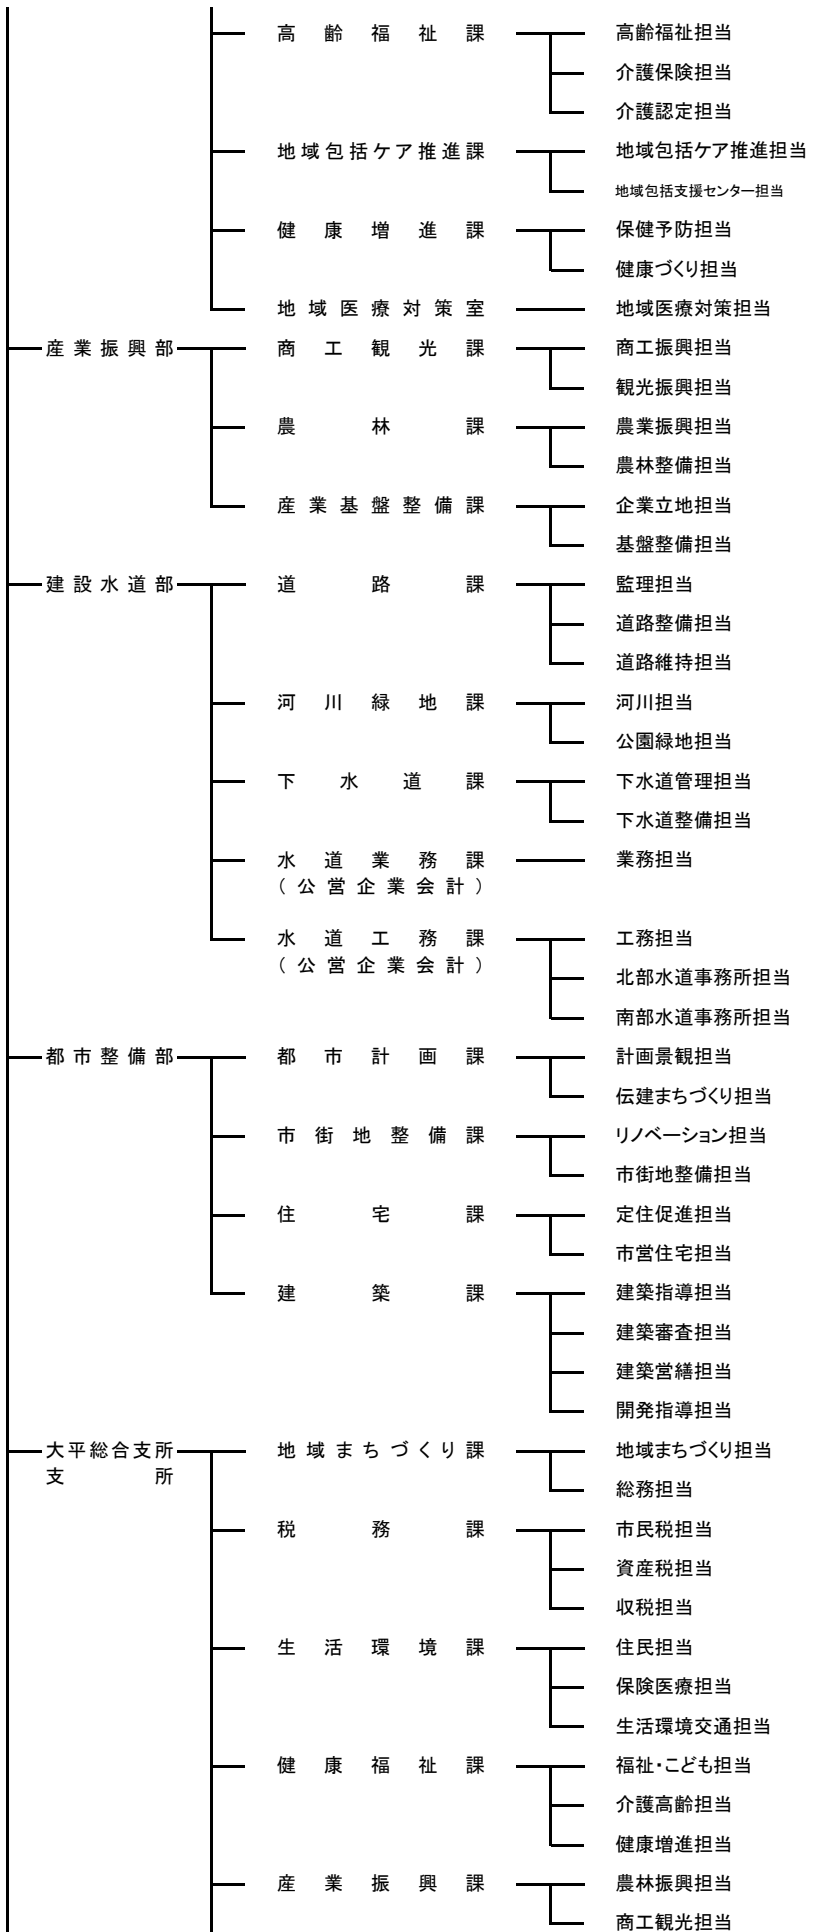 高齢福祉課 高齢福祉担当
介護保険担当
介護認定担当
地域包括ケア推進課 地域包括ケア推進担当
地域包括支援センター担当
健康増進課 保健予防担当
健康づくり担当
地域医療対策室 地域医療対策担当
産業振興部 商工観光課 商工振興担当
観光振興担当
農林課 農業振興担当
農林整備担当
産業基盤整備課 企業立地担当
基盤整備担当
建設水道部 道路課 監理担当
道路整備担当
道路維持担当
河川緑地課 河川担当
公園緑地担当
下水道課 下水道管理担当
下水道整備担当
水道業務課 業務担当
(公営企業会計)
水道工務課 工務担当
(公営企業会計)
北部水道事務所担当
南部水道事務所担当
都市整備部 都市計画課 計画景観担当
伝建まちづくり担当
市街地整備課 リノベーション担当
市街地整備担当
住宅課 定住促進担当
市営住宅担当
建築課 建築指導担当
建築審査担当
建築営繕担当
開発指導担当
大平総合支所 地域まちづくり課 地域まちづくり担当
支所
総務担当
税務課 市民税担当
資産税担当
収税担当
生活環境課 住民担当
保険医療担当
生活環境交通担当
健康福祉課 福祉・こども担当
介護高齢担当
健康増進担当
産業振興課 農林振興担当
商工観光担当